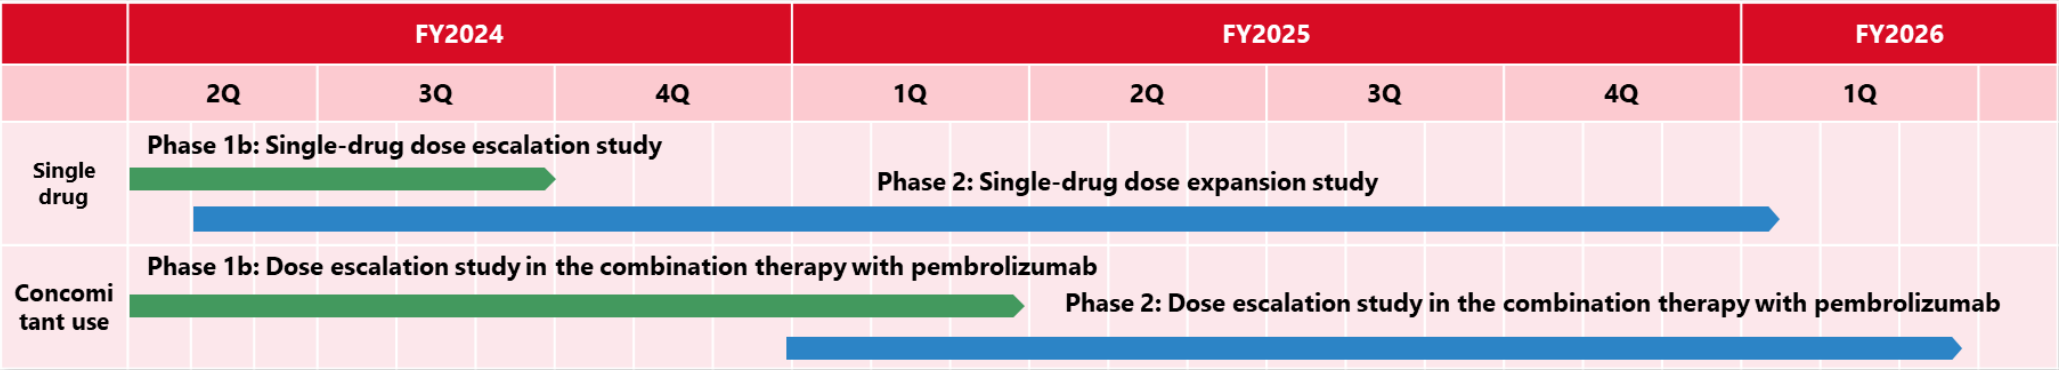 FY2024 FY2025 FY2026
2Q 3Q 4Q 1Q 2Q 3Q 4Q 1Q
Single
drug
Phase 1b: Single-drug dose escalation study
Phase 2: Single-drug dose expansion study
Concomi
tant use
Phase 1b: Dose escalation study in the combination therapy with pembrolizumab
Phase 2: Dose escalation study in the combination therapy with pembrolizumab